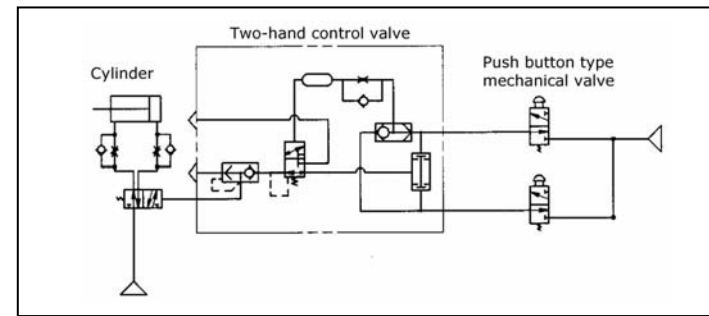 Two-hand control valve
Cylinder
Push button type
mechanical valve